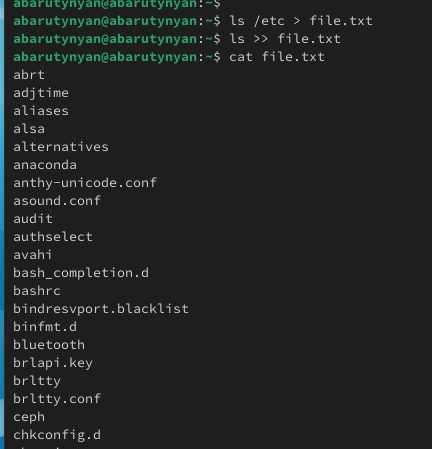 abarutynyan@abarutynyan:~$
abarutynyan@abarutynyan:~$ ls /etc > file.txt
abarutynyan@abarutynyan:~$ ls >> file.txt
abarutynyan@abarutynyan:~$ cat file.txt
abrt
adjtime
aliases
alsa
alternatives
anaconda
anthy-unicode.conf
asound.conf
audit
authselect
avahi
bash_completion.d
bashrc
bindresvport.blacklist
binfmt.d
bluetooth
brlapi.key
brltty
brltty.conf
ceph
chkconfig.d